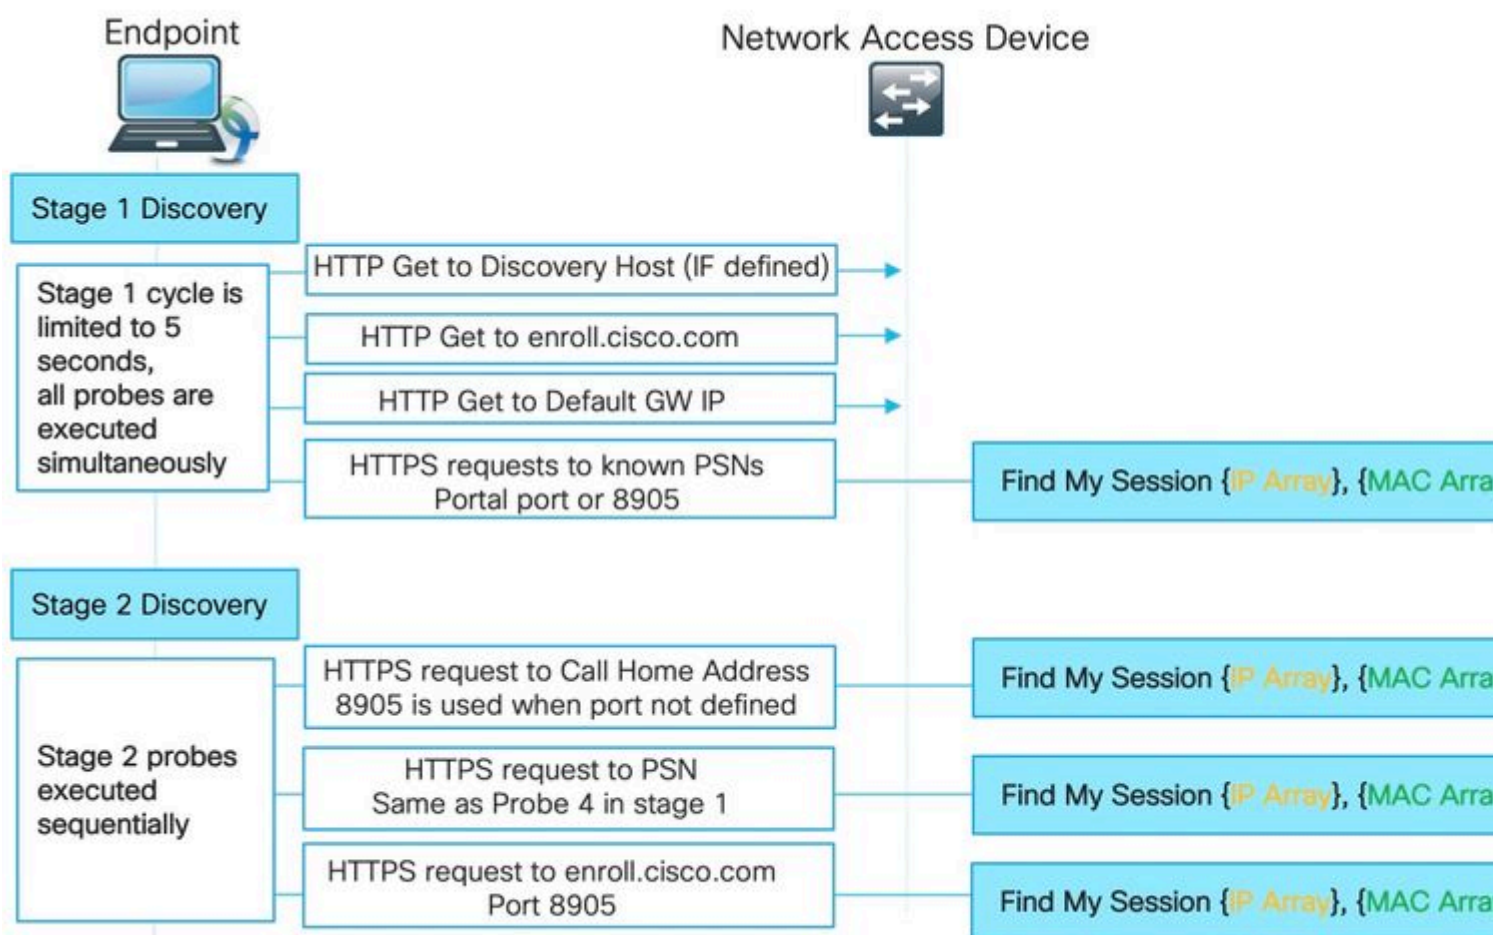 Endpoint
Network Access Device
Stage 1 Discovery
Stage 1 cycle is
limited to 5
seconds,
all probes are
executed
simultaneously
HTTP Get to Discovery Host (IF defined)
HTTP Get to enroll.cisco.com
HTTP Get to Default GW IP
HTTPS requests to known PSNs
Portal port or 8905
Find My Session {IP Array}, {MAC Arra
Stage 2 Discovery
Stage 2 probes
executed
sequentially
HTTPS request to Call Home Address
8905 is used when port not defined
Find My Session {IP Array}, {MAC Arra
HTTPS request to PSN
Same as Probe 4 in stage 1
Find My Session {IP Array}, {MAC Arra
HTTPS request to enroll.cisco.com
Port 8905
Find My Session {IP Array}, {MAC Arra